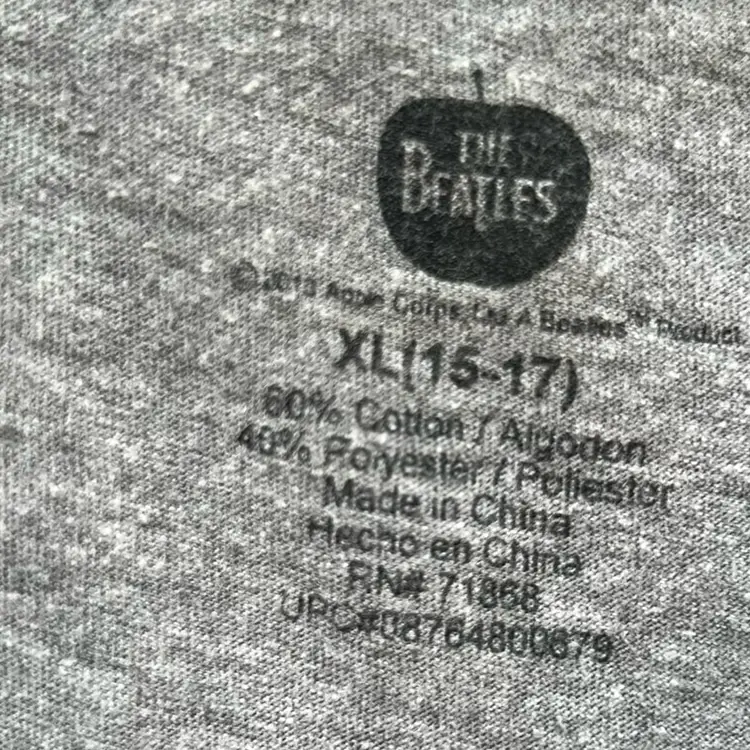 THE
BEATLES
© 2013 Apple Corps Ltd A Beatles™ Product
XL(15-17)
60% Cotton / Algodon
40% Polyester / Poliester
Made in China
Hecho en China
RN# 71868
UPC#08764800679